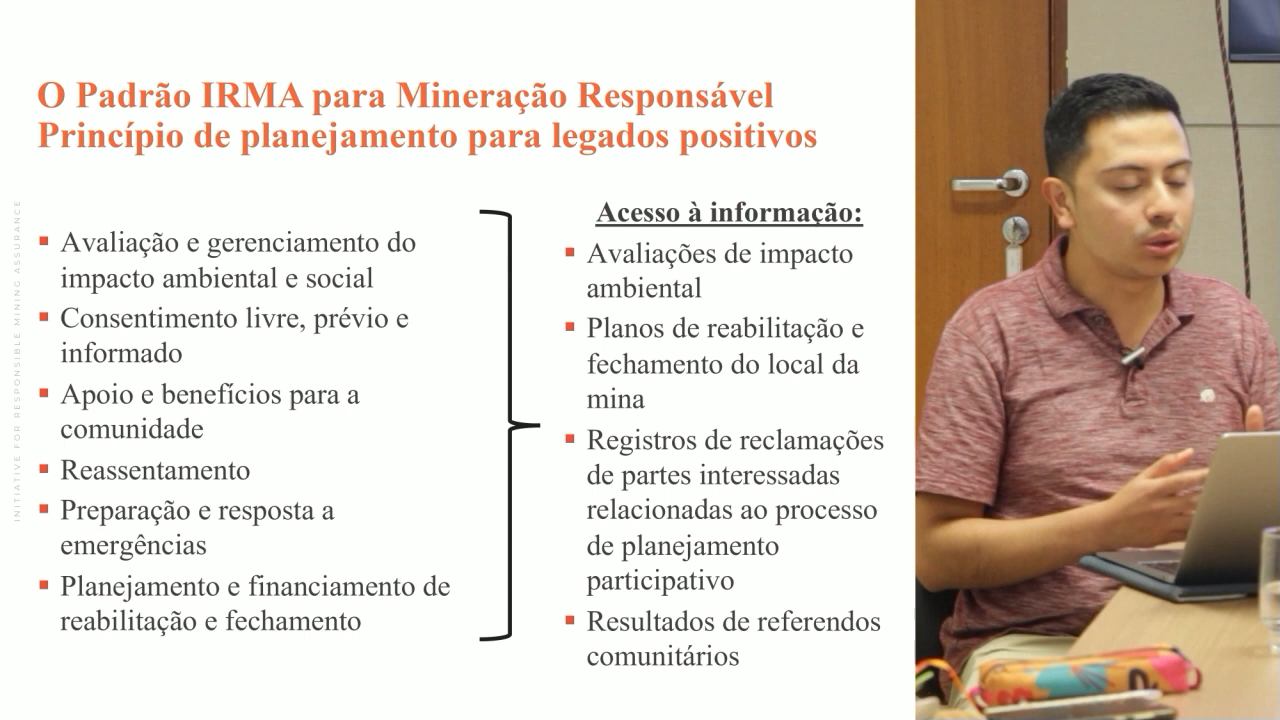 O Padrão IRMA para Mineração Responsável
Princípio de planejamento para legados positivos
INITIATIVE FOR RESPONSIBLE MINING ASSURANCE
Avaliação e gerenciamento do
impacto ambiental e social
Consentimento livre, prévio e
informado
Apoio e benefícios para a
comunidade
Reassentamento
Preparação e resposta a
emergências
Planejamento e financiamento de
reabilitação e fechamento
Acesso à informação:
Avaliações de impacto
ambiental
Planos de reabilitação e
fechamento do local da
mina
Registros de reclamações
de partes interessadas
relacionadas ao processo
de planejamento
participativo
Resultados de referendos
comunitários